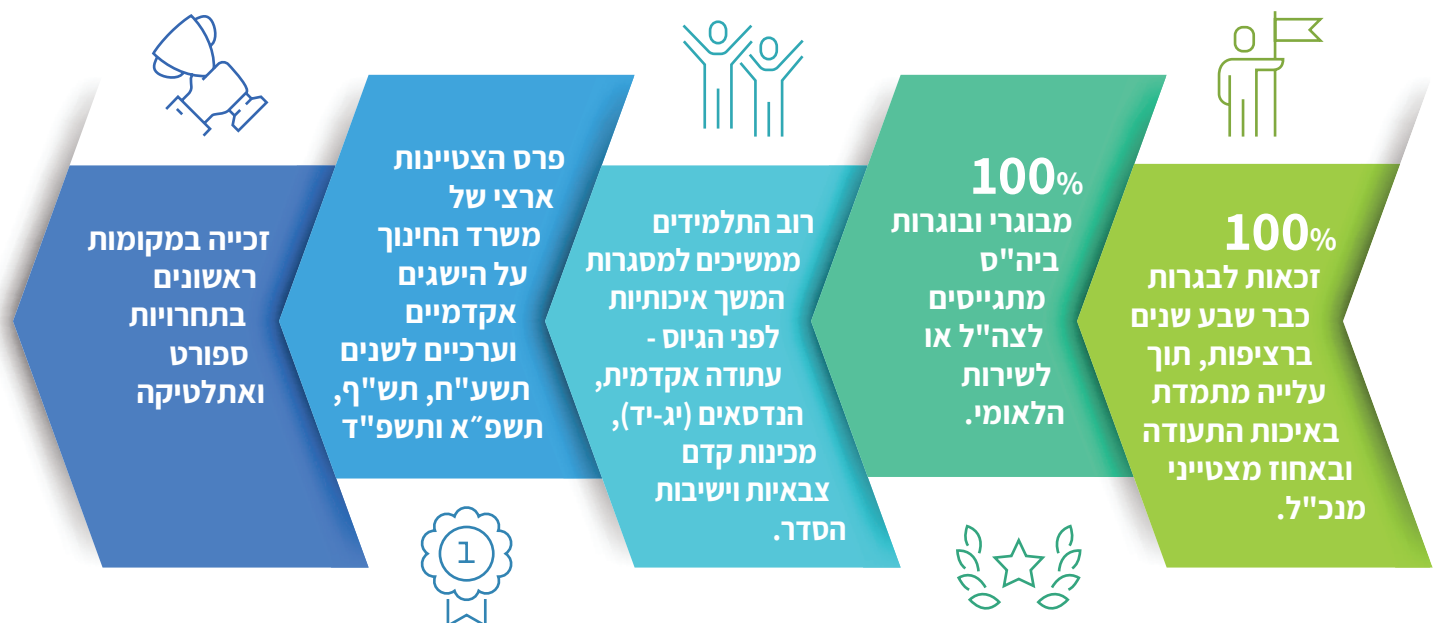 100%
זכאות לבגרות
כבר שבע שנים
ברציפות, תוך
עלייה מתמדת
באיכות התעודה
ובאחוז מצטייני
מנכ"ל.
100%
מבוגרי ובוגרות
ביה"ס
מתגייסים
לצה"ל או
לשירות
הלאומי.
רוב התלמידים
ממשיכים למסגרות
המשך איכותיות
לפני הגיוס -
עתודה אקדמית,
הנדסאים (יג-יד),
מכינות קדם
צבאיות וישיבות
הסדר.
פרס הצטיינות
ארצי של
משרד החינוך
על הישגים
אקדמיים
וערכיים לשנים
תשע"ח, תש"ף,
תשפ״א ותשפ"ד
1
זכייה במקומות
ראשונים
בתחרויות
ספורט
ואתלטיקה